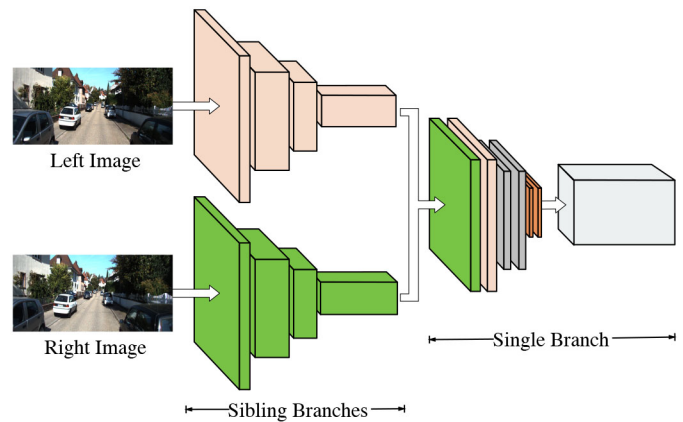 Left Image
Right Image
Single Branch
Sibling Branches